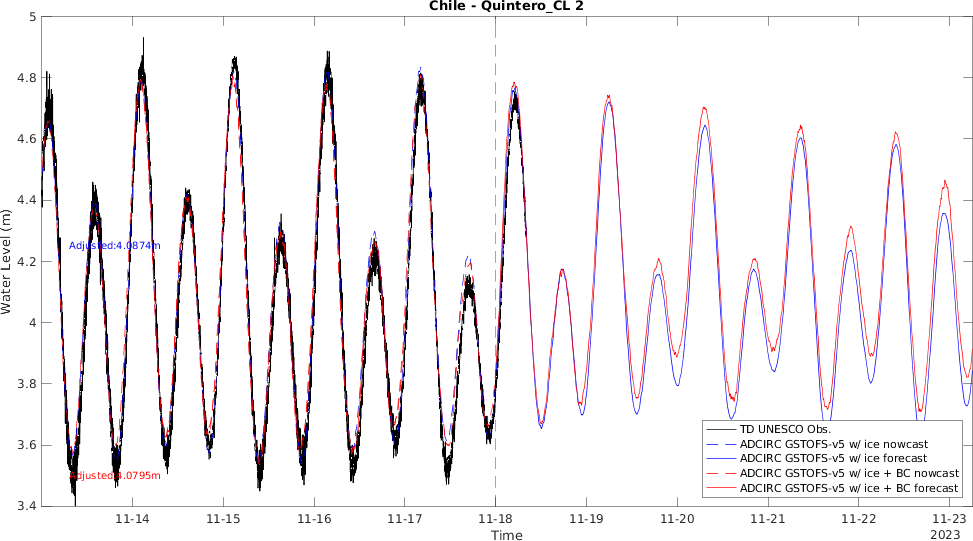 Chile - Quintero_CL 2
Water Level (m)
5
4.8
4.6
4.4
4.2
4
3.8
3.6
3.4
Adjusted:4.0874m
Adjusted:4.0795m
TD UNESCO Obs.
ADCIRC GSTOFS-v5 w/ ice nowcast
ADCIRC GSTOFS-v5 w/ ice forecast
ADCIRC GSTOFS-v5 w/ ice + BC nowcast
ADCIRC GSTOFS-v5 w/ ice + BC forecast
11-14 11-15 11-16 11-17 11-18 11-19 11-20 11-21 11-22 11-23
2023
Time